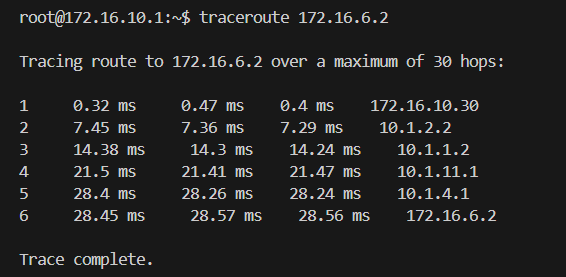 root@172.16.10.1:~$ traceroute 172.16.6.2
Tracing route to 172.16.6.2 over a maximum of 30 hops:
1 0.32 ms 0.47 ms 0.4 ms 172.16.10.30
2 7.45 ms 7.36 ms 7.29 ms 10.1.2.2
3 14.38 ms 14.3 ms 14.24 ms 10.1.1.2
4 21.5 ms 21.41 ms 21.47 ms 10.1.11.1
5 28.4 ms 28.26 ms 28.24 ms 10.1.4.1
6 28.45 ms 28.57 ms 28.56 ms 172.16.6.2
Trace complete.